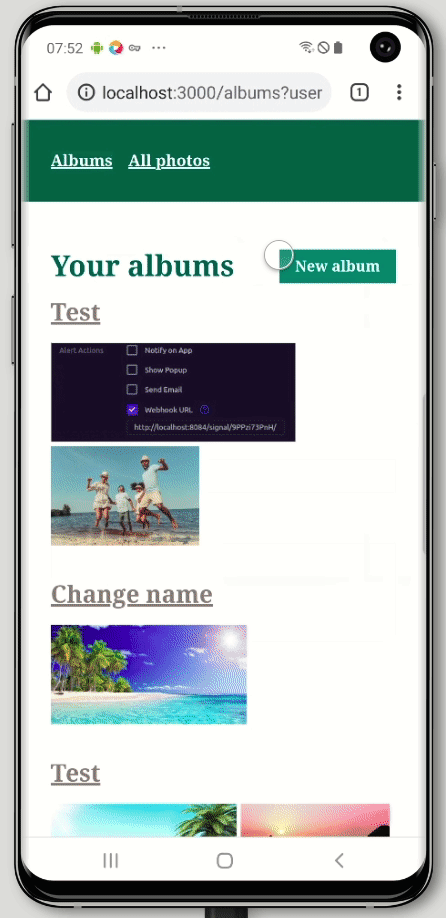 07:52
localhost:3000/albums?user
1
Albums All photos
Your albums
New album
Test
Alert Actions
Notify on App
Show Popup
Send Email
Webhook URL ?
http://localhost:8084/signal/9PPzi73PnH/
Change name
Test